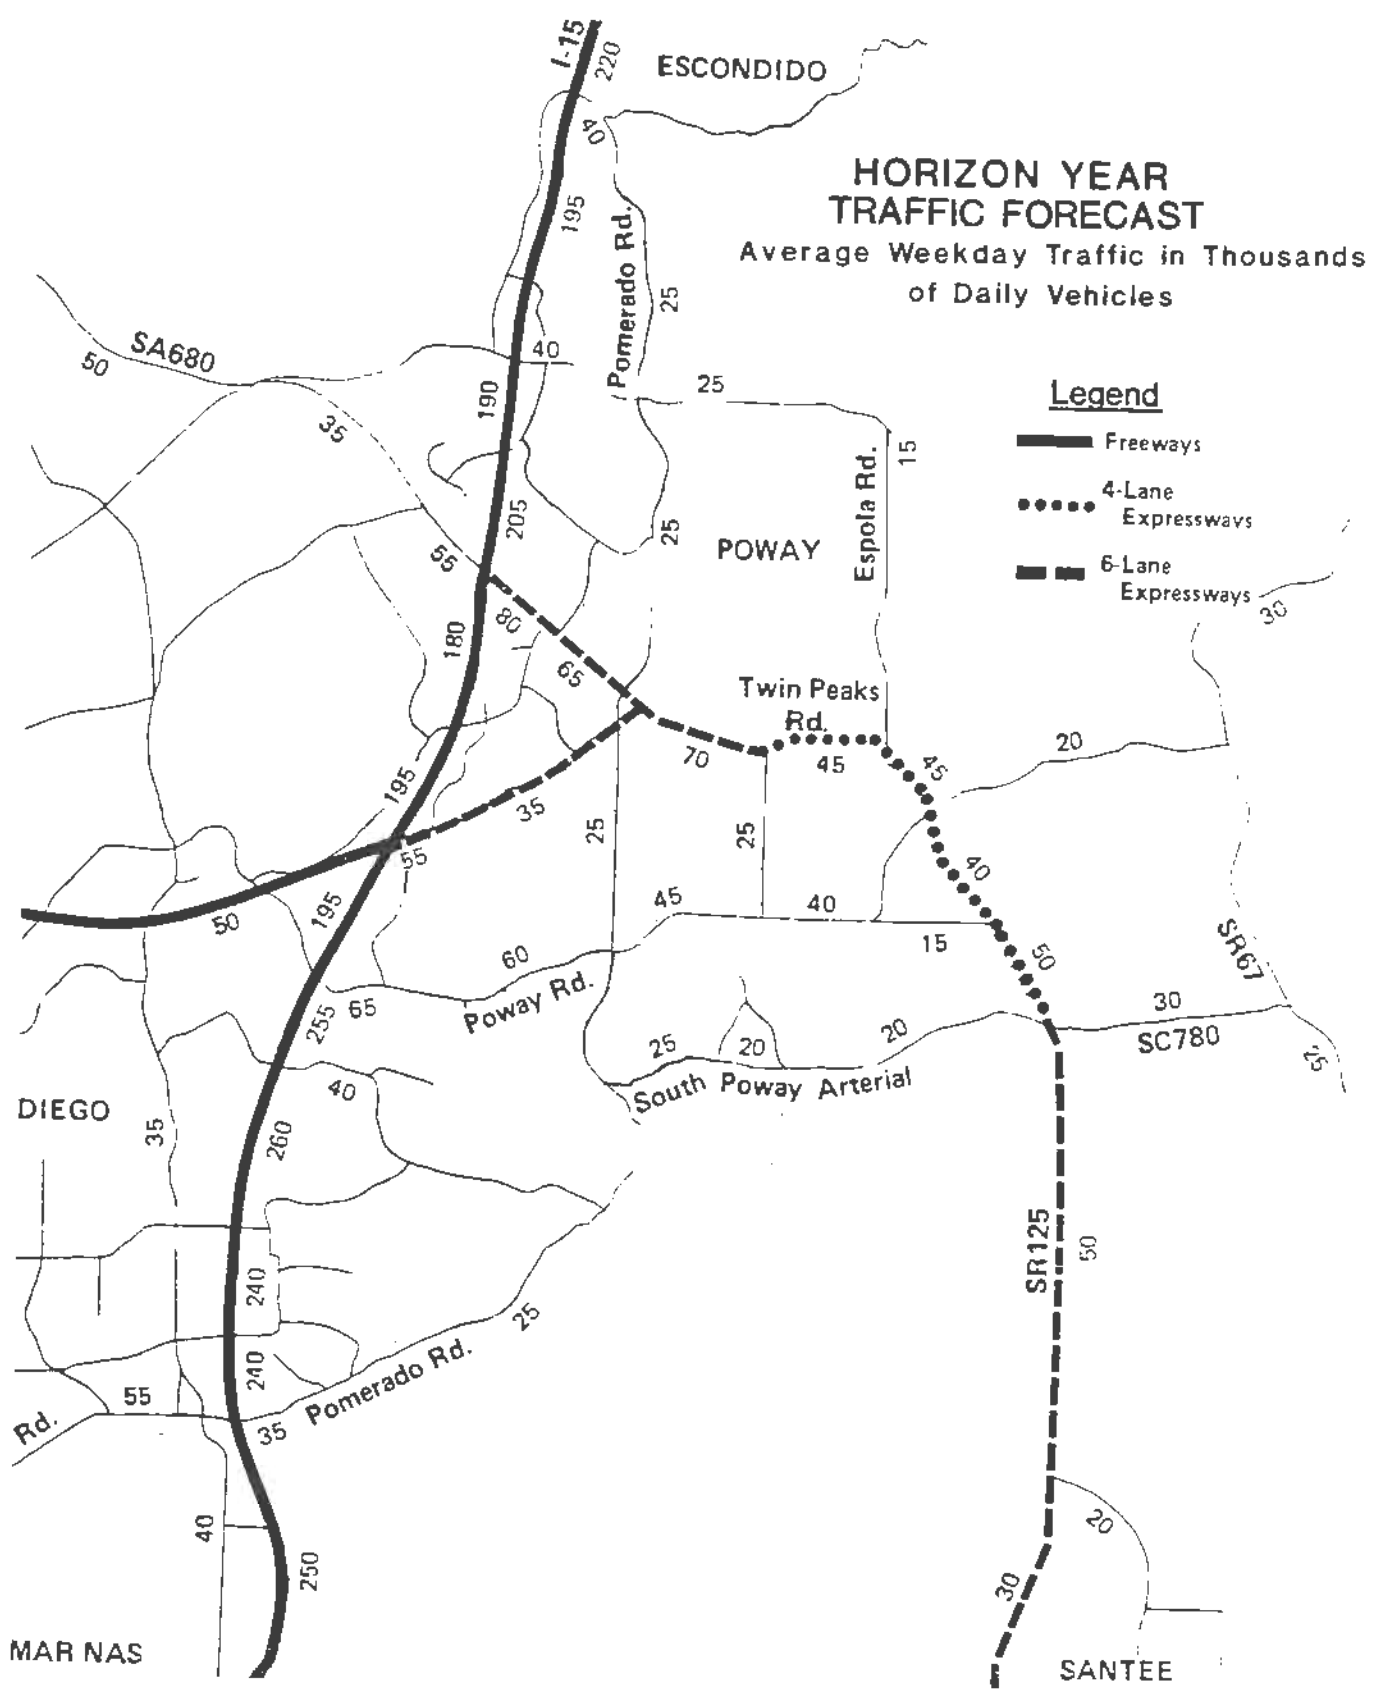 I-15
220
ESCONDIDO
40
HORIZON YEAR
TRAFFIC FORECAST
Average Weekday Traffic in Thousands
of Daily Vehicles
195
Pomerado Rd.
25
SA680
50
40
25
190
35
Legend
Freeways
4-Lane
Expressways
6-Lane
Expressways
15
Espola Rd.
205
25
POWAY
55
30
80
180
65
Twin Peaks
Rd.
70
45
45
20
195
35
25
25
55
40
50
195
45
40
15
50
SR67
60
Poway Rd.
65
255
30
SC780
25
20
20
25
South Poway Arterial
40
DIEGO
35
260
SR125
50
240
25
240
Pomerado Rd.
55
35
Rd.
40
250
20
30
MAR NAS
SANTEE